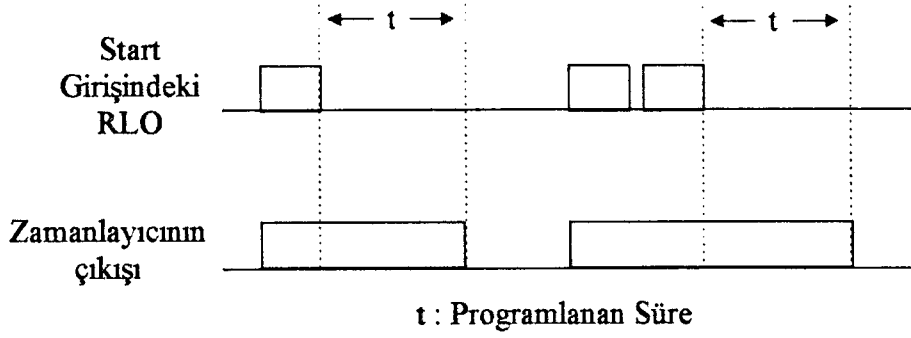 t
t
Start
Girişindeki
RLO
Zamanlayıcının
çıkışı
t : Programlanan Süre